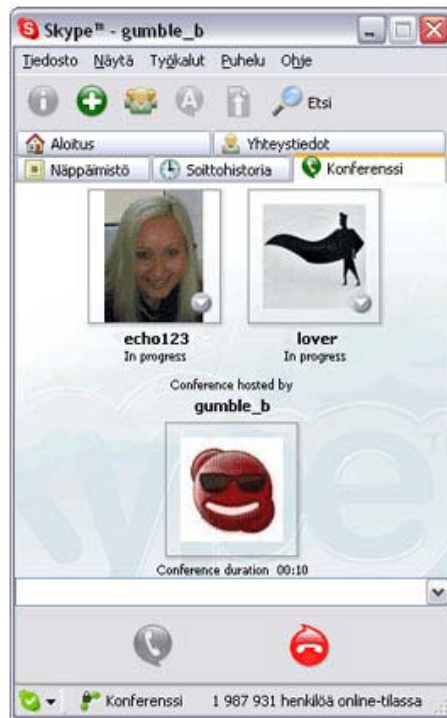 Skype™ - gumble_b
Tiedosto Näytä Työkalut Puhelu Ohje
Etsi
Aloitus Yhteystiedot
Näppäimistö Soittohistoria Konferenssi
echo123 lover
In progress In progress
Conference hosted by
gumble_b
Conference duration 00:10
Konferenssi 1 987 931 henkilöä online-tilassa